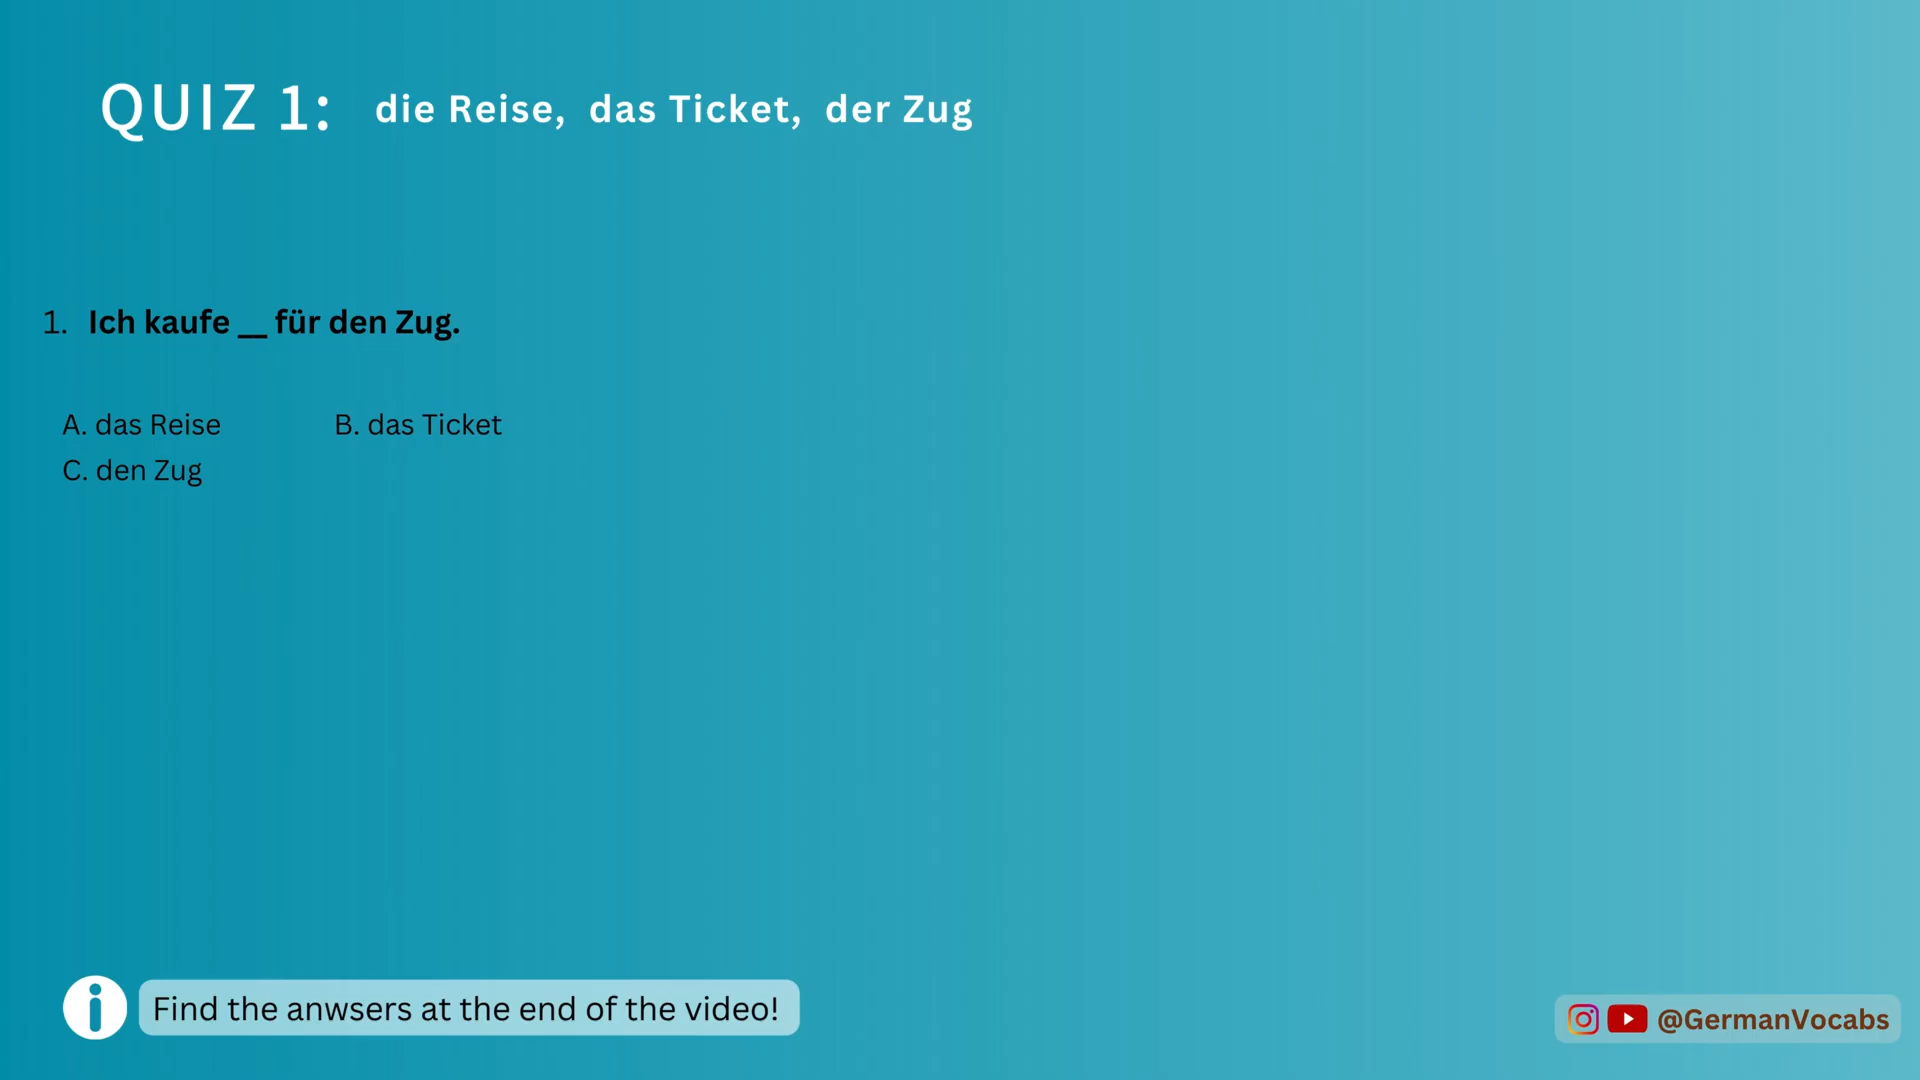 QUIZ 1: die Reise, das Ticket, der Zug
1. Ich kaufe __ für den Zug.
A. das Reise B. das Ticket
C. den Zug
Find the anwsers at the end of the video!
@GermanVocabs